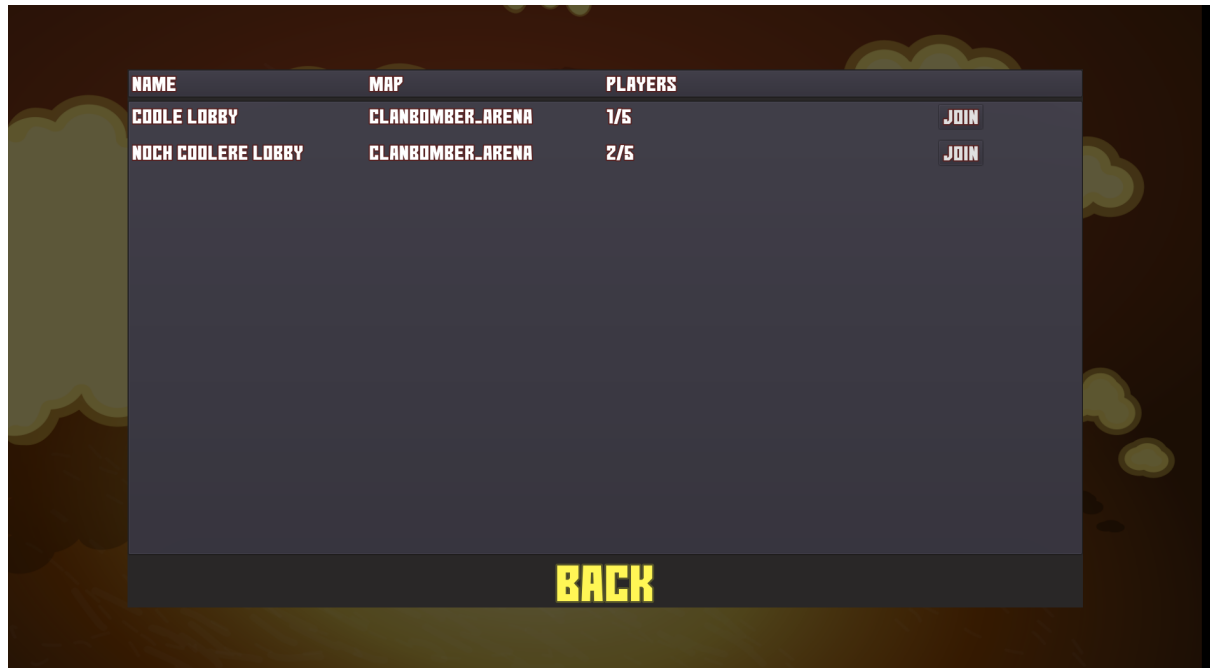 NAME MAP PLAYERS
COOLE LOBBY CLANBOMBER_ARENA 1/5 JOIN
NOCH COOLERE LOBBY CLANBOMBER_ARENA 2/5 JOIN
BACK